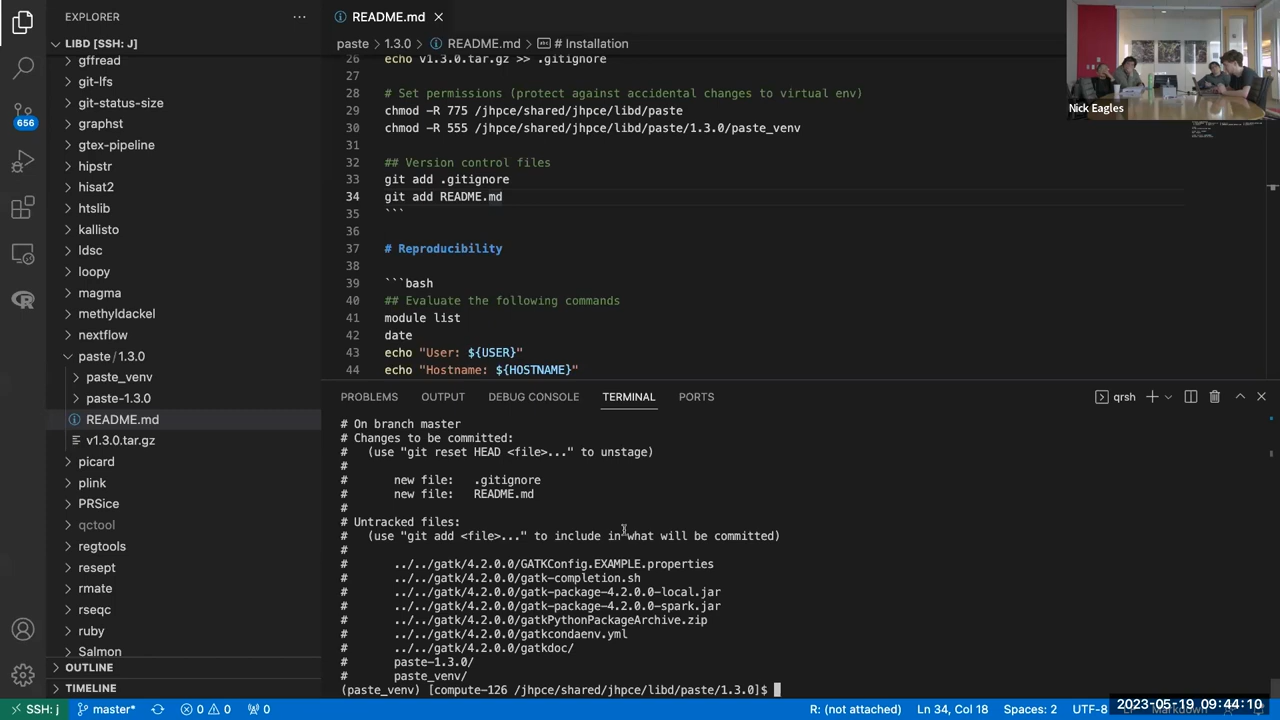 EXPLORER
LIBD [SSH: J]
gffread
git-lfs
git-status-size
graphst
gtex-pipeline
hipstr
hisat2
htslib
kallisto
ldsc
loopy
magma
methyldackel
nextflow
paste / 1.3.0
paste_venv
paste-1.3.0
README.md
v1.3.0.tar.gz
picard
plink
PRSice
qctool
regtools
resept
rmate
rseqc
ruby
Salmon
OUTLINE
TIMELINE
656
README.md
paste > 1.3.0 > README.md > # Installation
26 echo v1.3.0.tar.gz >> .gitignore
27
28 # Set permissions (protect against accidental changes to virtual env)
29 chmod -R 775 /jhpce/shared/jhpce/libd/paste
30 chmod -R 555 /jhpce/shared/jhpce/libd/paste/1.3.0/paste_venv
31
32 ## Version control files
33 git add .gitignore
34 git add README.md
35 ```
36
37 # Reproducibility
38
39 ```bash
40 ## Evaluate the following commands
41 module list
42 date
43 echo "User: ${USER}"
44 echo "Hostname: ${HOSTNAME}"
Nick Eagles
PROBLEMS OUTPUT DEBUG CONSOLE TERMINAL PORTS
qrsh
# On branch master
# Changes to be committed:
#   (use "git reset HEAD <file>..." to unstage)
#
#       new file:   .gitignore
#       new file:   README.md
#
# Untracked files:
#   (use "git add <file>..." to include in what will be committed)
#
#       ../../gatk/4.2.0.0/GATKConfig.EXAMPLE.properties
#       ../../gatk/4.2.0.0/gatk-completion.sh
#       ../../gatk/4.2.0.0/gatk-package-4.2.0.0-local.jar
#       ../../gatk/4.2.0.0/gatk-package-4.2.0.0-spark.jar
#       ../../gatk/4.2.0.0/gatkPythonPackageArchive.zip
#       ../../gatk/4.2.0.0/gatkcondaenv.yml
#       ../../gatk/4.2.0.0/gatkdoc/
#       paste-1.3.0/
#       paste_venv/
(paste_venv) [compute-126 /jhpce/shared/jhpce/libd/paste/1.3.0]$
SSH: j master* 0 0 0 R: (not attached) Ln 34, Col 18 Spaces: 2 UTF-8
2023-05-19 09:44:10